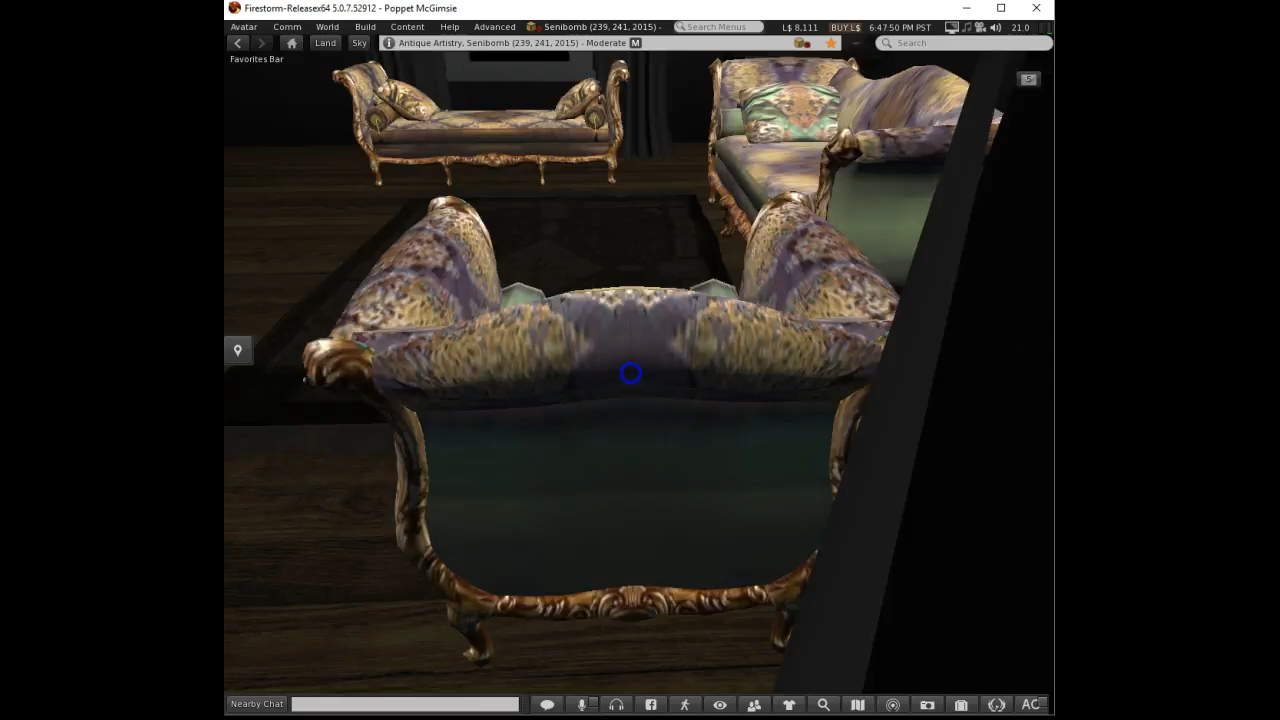 Firestorm-Releasex64 5.0.7.52912 - Poppet McGimsie
Avatar Comm World Build Content Help Advanced Senibomb (239, 241, 2015) - Search Menus L$ 8,111 BUY L$ 6:47:50 PM PST 21.0
Land Sky Antique Artistry, Senibomb (239, 241, 2015) - Moderate M Search
Favorites Bar
5
Nearby Chat AC